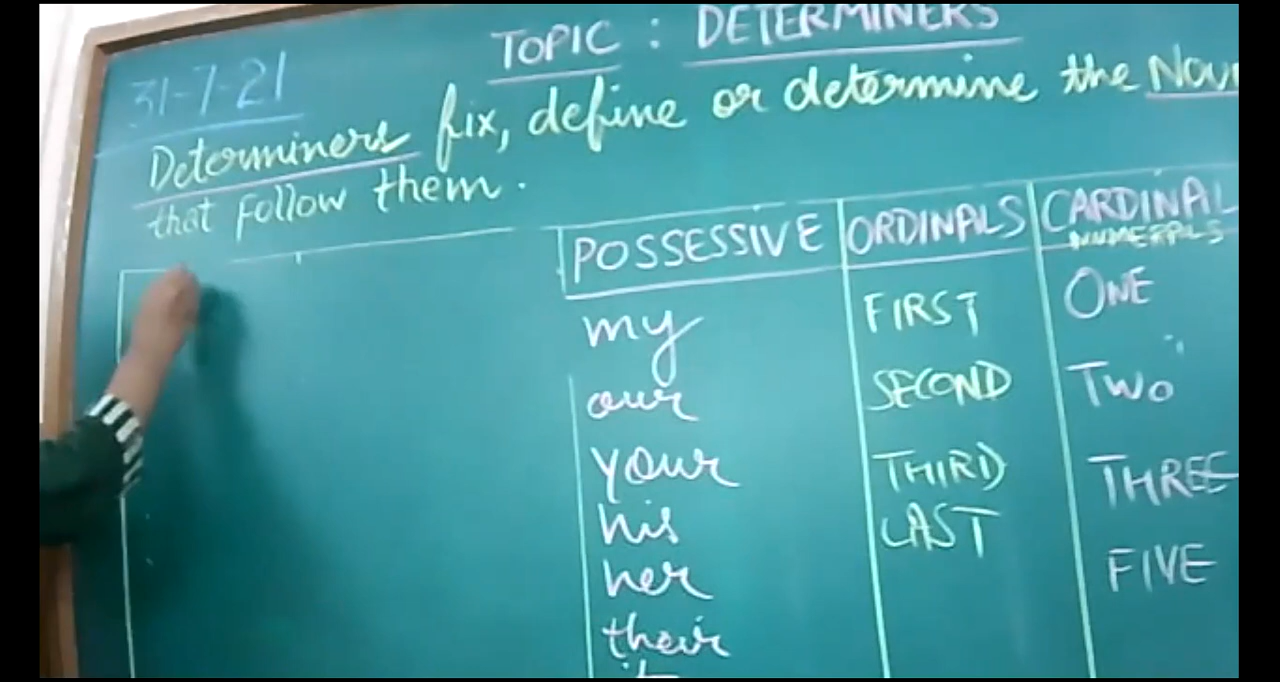 TOPIC : DETERMINERS
31-7-21
Determiners fix, define or determine the Nou
that follow them.
POSSESSIVE ORDINALS CARDINAL
NUMERALS
my FIRST ONE
our SECOND TWO
your THIRD THREE
his LAST
her FIVE
their